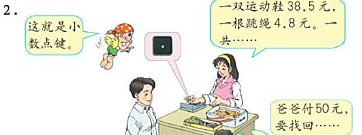 2.
这就是小
数点键。
一双运动鞋38.5元，
一根跳绳4.8元。一
共……
爸爸付50元，
要找回……